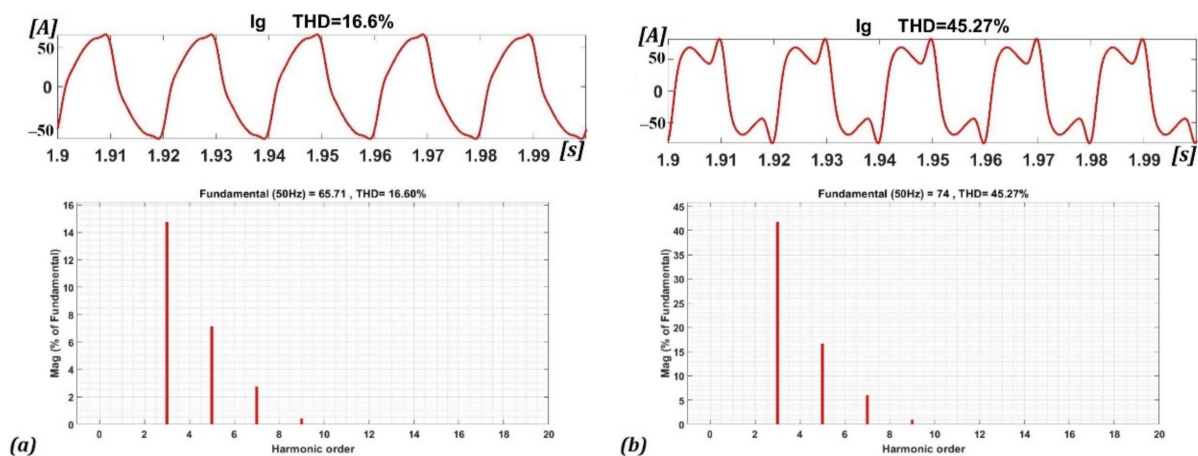 Ig THD=16.6%
[A]
50
0
–50
1.9 1.91 1.92 1.93 1.94 1.95 1.96 1.97 1.98 1.99 [s]
Fundamental (50Hz) = 65.71 , THD= 16.60%
Mag (% of Fundamental)
16
14
12
10
8
6
4
2
0
0 2 4 6 8 10 12 14 16 18 20
Harmonic order
(a)
Ig THD=45.27%
[A]
50
0
–50
1.9 1.91 1.92 1.93 1.94 1.95 1.96 1.97 1.98 1.99 [s]
Fundamental (50Hz) = 74 , THD= 45.27%
Mag (% of Fundamental)
45
40
35
30
25
20
15
10
5
0
0 2 4 6 8 10 12 14 16 18 20
Harmonic order
(b)